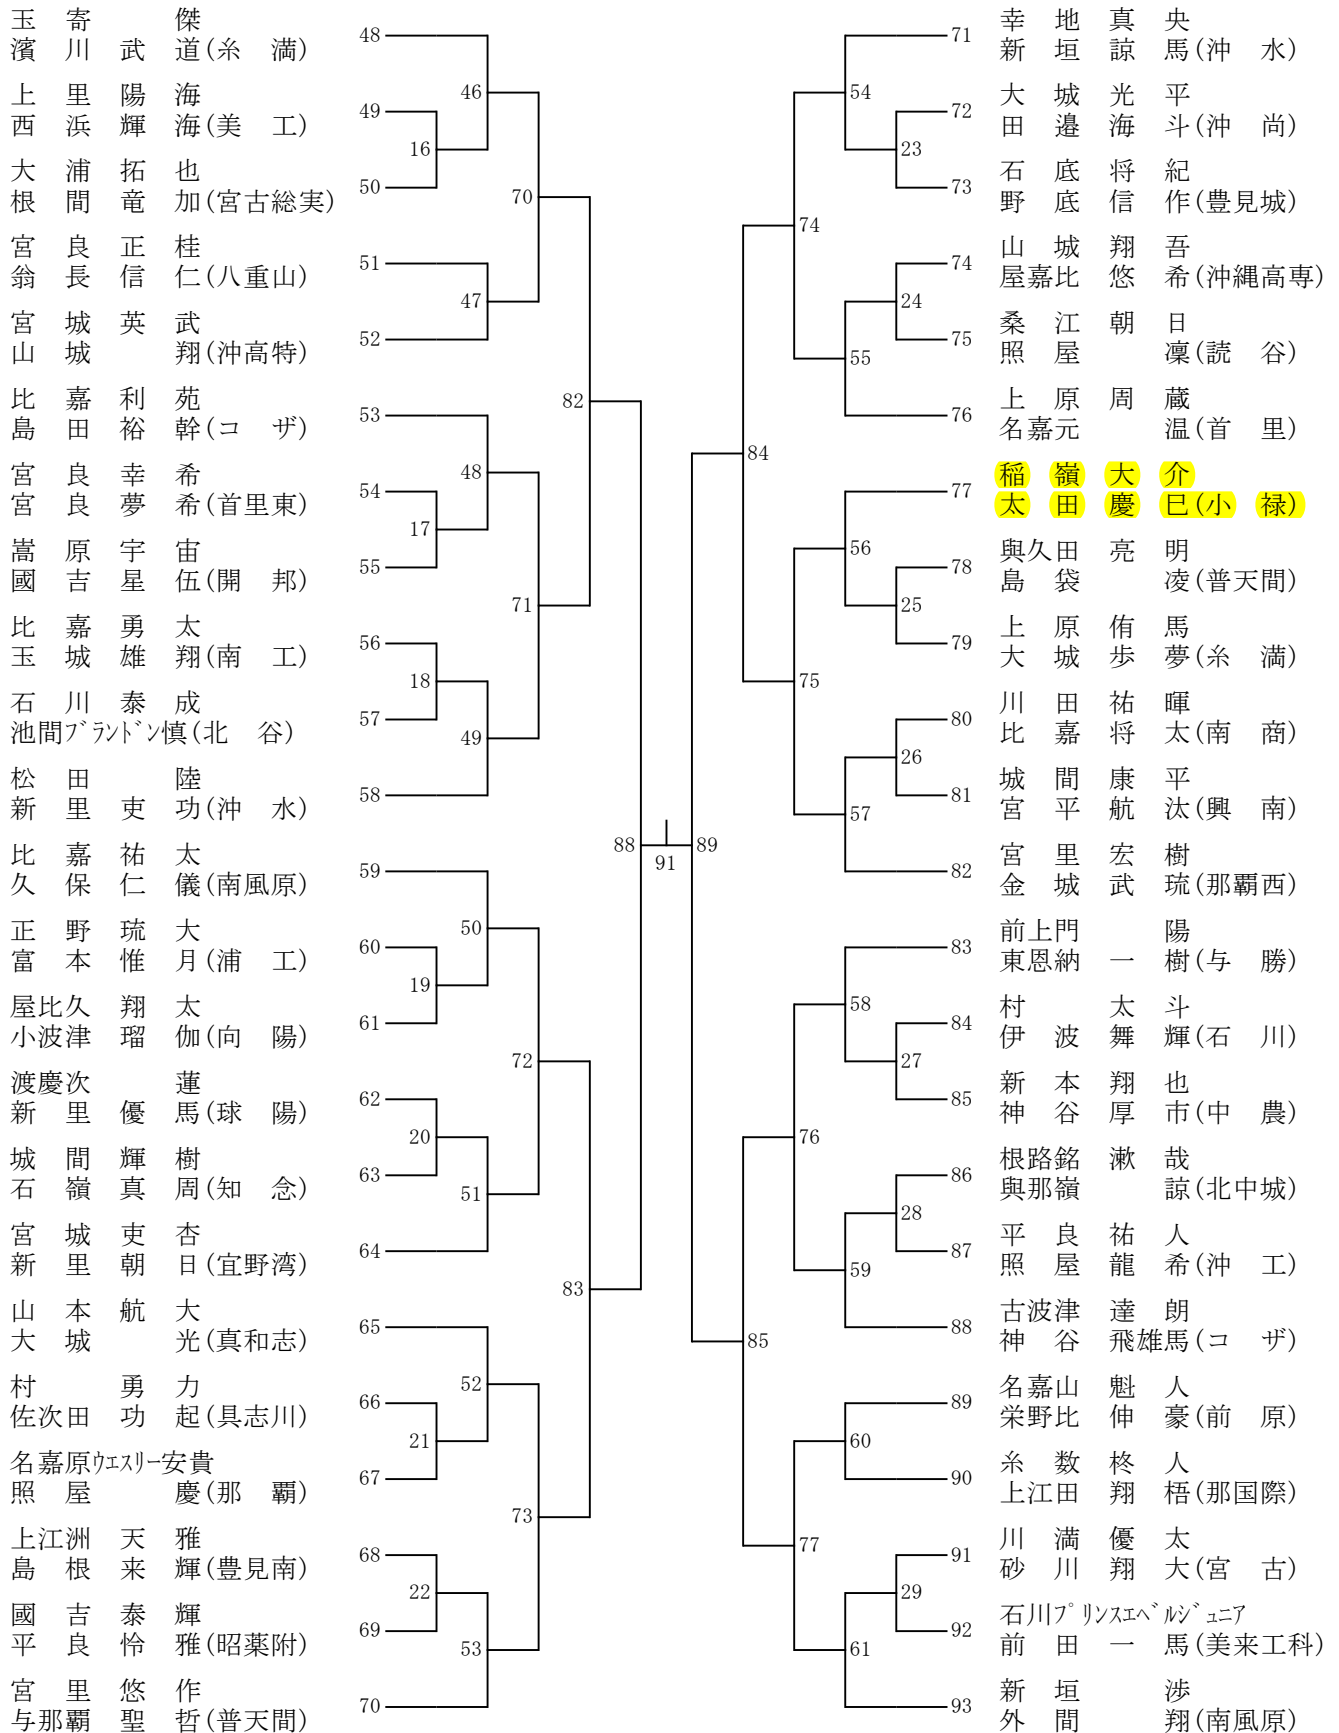 玉寄 傑
濱川武道(糸満)
48
上里陽海
西浜輝海(美工)
49
大浦拓也
根間竜加(宮古総実)
50
宮良正桂
翁長信仁(八重山)
51
宮城英武
山城 翔(沖高特)
52
比嘉利苑
島田裕幹(コザ)
53
宮良幸希
宮良夢希(首里東)
54
嵩原宇宙
國吉星伍(開邦)
55
比嘉勇太
玉城雄翔(南工)
56
石川泰成
池間ブランドン慎(北谷)
57
松田 陸
新里吏功(沖水)
58
比嘉祐太
久保仁儀(南風原)
59
正野琉大
富本惟月(浦工)
60
屋比久翔太
小波津瑠伽(向陽)
61
渡慶次 蓮
新里優馬(球陽)
62
城間輝樹
石嶺真周(知念)
63
宮城吏杏
新里朝日(宜野湾)
64
山本航大
大城 光(真和志)
65
村 勇力
佐次田功起(具志川)
66
名嘉原ウエスリー安貴
照屋 慶(那覇)
67
上江洲天雅
島根来輝(豊見南)
68
國吉泰輝
平良怜雅(昭薬附)
69
宮里悠作
与那覇聖哲(普天間)
70
16
17
18
19
20
21
22
46
47
48
49
50
51
52
53
70
71
72
73
82
83
88
91
89
84
85
74
75
76
77
54
55
56
57
58
59
60
61
23
24
25
26
27
28
29
71
幸地真央
新垣諒馬(沖水)
72
大城光平
田邉海斗(沖尚)
73
石底将紀
野底信作(豊見城)
74
山城翔吾
屋嘉比悠希(沖縄高専)
75
桑江朝日
照屋 凜(読谷)
76
上原周蔵
名嘉元 温(首里)
77
稲嶺大介
太田慶巳(小禄)
78
與久田亮明
島袋 凌(普天間)
79
上原侑馬
大城歩夢(糸満)
80
川田祐暉
比嘉将太(南商)
81
城間康平
宮平航汰(興南)
82
宮里宏樹
金城武琉(那覇西)
83
前上門 陽
東恩納一樹(与勝)
84
村 太斗
伊波舞輝(石川)
85
新本翔也
神谷厚市(中農)
86
根路銘漱哉
與那嶺 諒(北中城)
87
平良祐人
照屋龍希(沖工)
88
古波津達朗
神谷飛雄馬(コザ)
89
名嘉山魁人
栄野比伸豪(前原)
90
糸数柊人
上江田翔梧(那国際)
91
川満優太
砂川翔大(宮古)
92
石川プリンスエベルジュニア
前田一馬(美来工科)
93
新垣 渉
外間 翔(南風原)